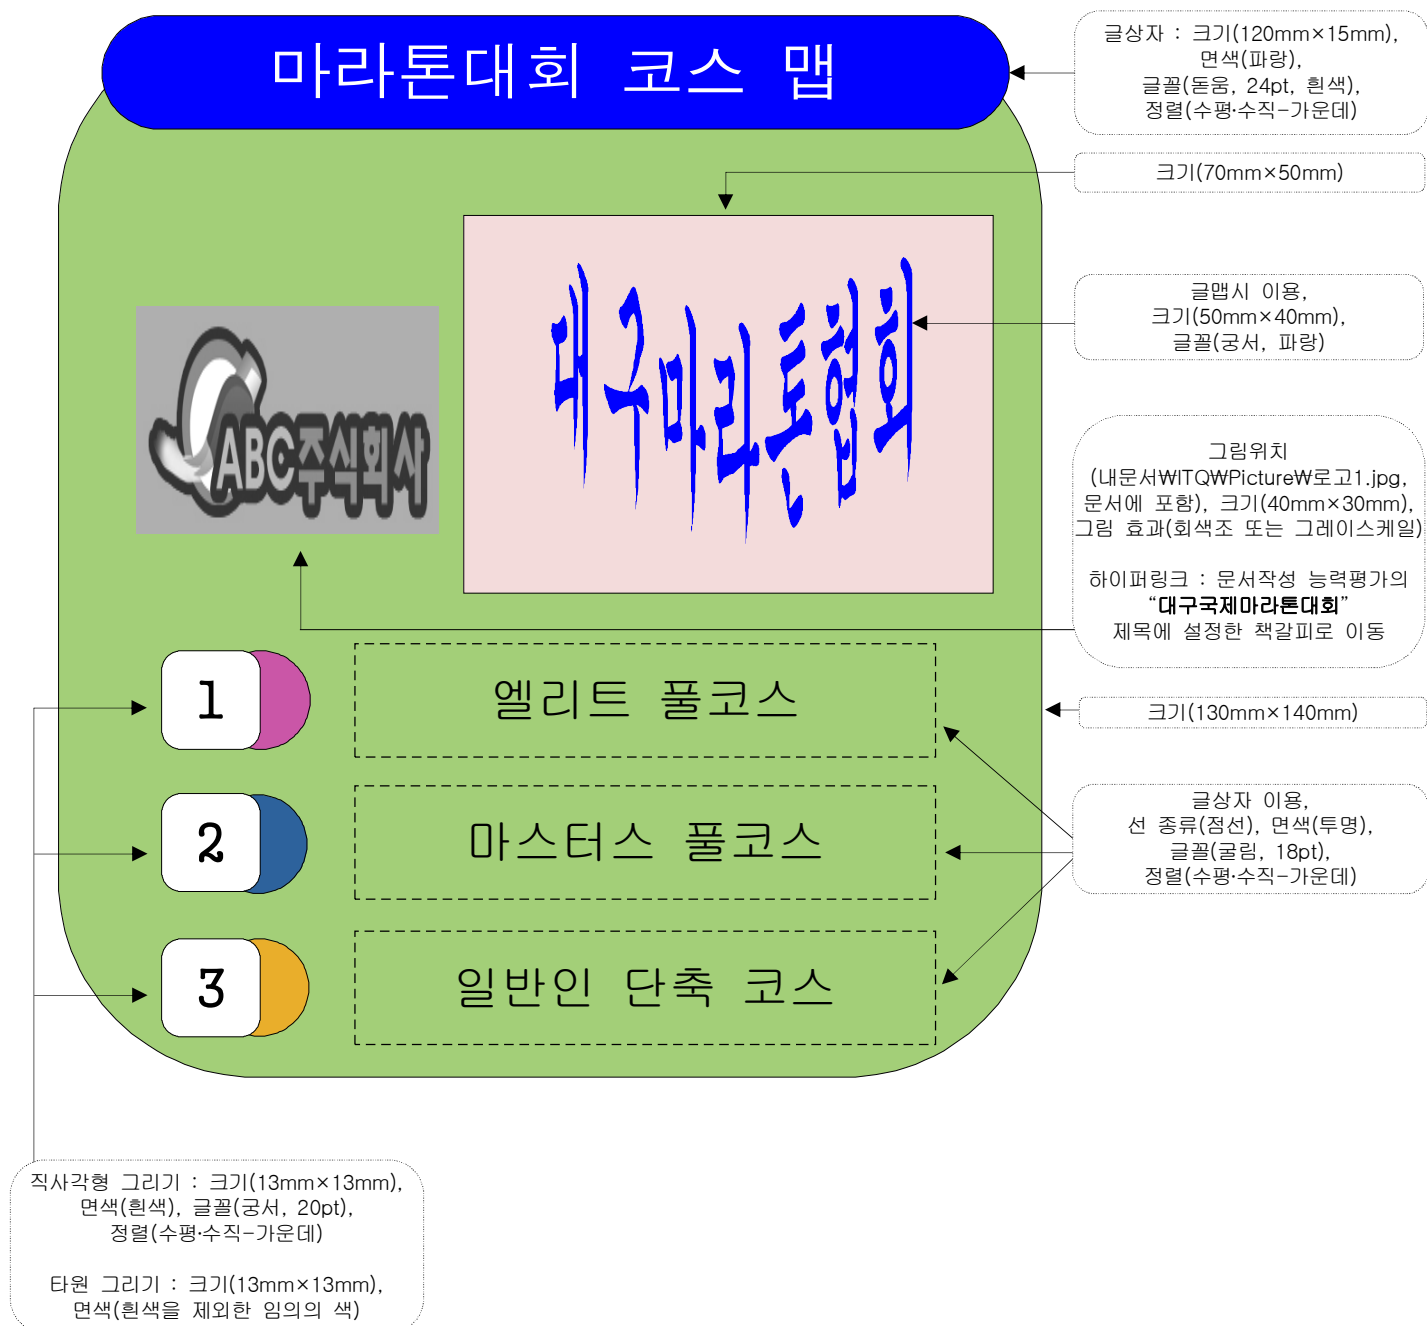 마라톤대회 코스 맵
글상자 : 크기(120mm×15mm),
면색(파랑),
글꼴(돋움, 24pt, 흰색),
정렬(수평·수직-가운데)
크기(70mm×50mm)
대구마라톤협회
글맵시 이용,
크기(50mm×40mm),
글꼴(궁서, 파랑)
ABC주식회사
그림위치
(내문서₩ITQ₩Picture₩로고1.jpg,
문서에 포함), 크기(40mm×30mm),
그림 효과(회색조 또는 그레이스케일)
하이퍼링크 : 문서작성 능력평가의
“대구국제마라톤대회”
제목에 설정한 책갈피로 이동
1
엘리트 풀코스
크기(130mm×140mm)
2
마스터스 풀코스
글상자 이용,
선 종류(점선), 면색(투명),
글꼴(굴림, 18pt),
정렬(수평·수직-가운데)
3
일반인 단축 코스
직사각형 그리기 : 크기(13mm×13mm),
면색(흰색), 글꼴(궁서, 20pt),
정렬(수평·수직-가운데)
타원 그리기 : 크기(13mm×13mm),
면색(흰색을 제외한 임의의 색)